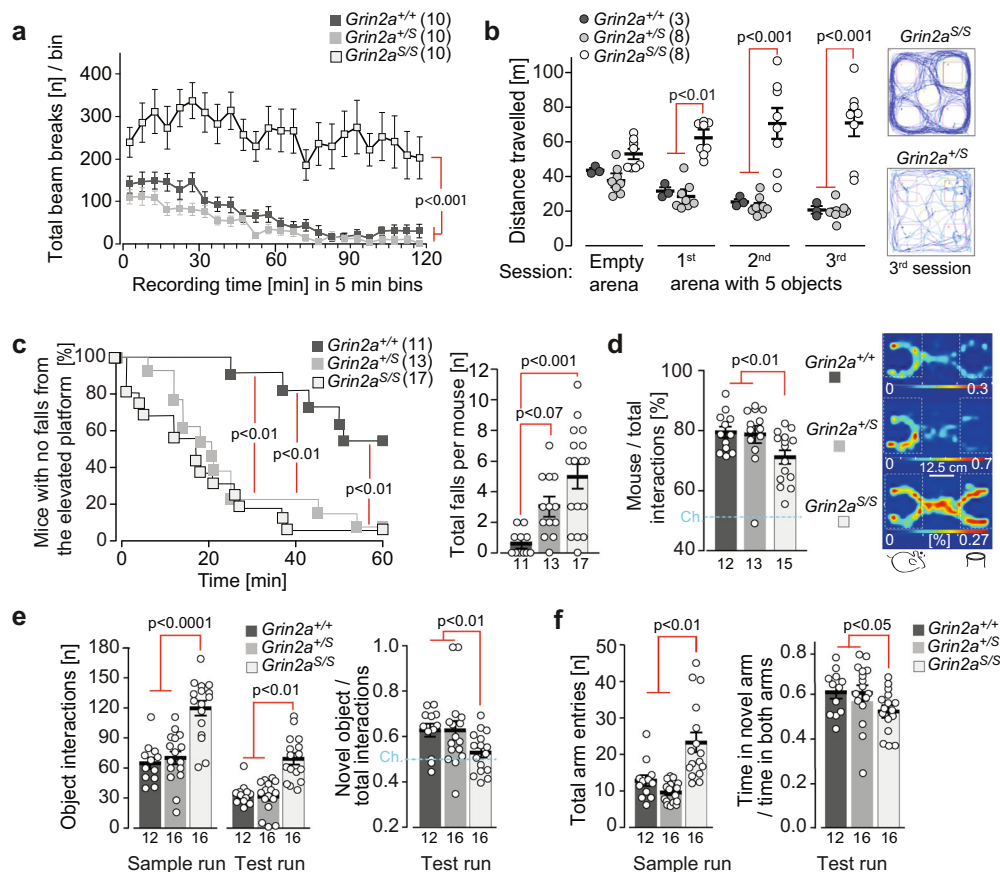 a
Grin2a+/+ (10)
Grin2a+/S (10)
Grin2aS/S (10)
Total beam breaks [n] / bin
400
300
200
100
0
p<0.001
0 30 60 90 120
Recording time [min] in 5 min bins
b
Grin2a+/+ (3)
Grin2a+/S (8)
Grin2aS/S (8)
Distance travelled [m]
120
100
80
60
40
20
0
p<0.01
p<0.001
p<0.001
Session: Empty arena
1st 2nd 3rd
arena with 5 objects
Grin2aS/S
Grin2a+/S
3rd session
c
Grin2a+/+ (11)
Grin2a+/S (13)
Grin2aS/S (17)
Mice with no falls from
the elevated platform [%]
100
80
60
40
20
0
p<0.01
p<0.01
p<0.01
0 20 40 60
Time [min]
Total falls per mouse [n]
12
10
8
6
4
2
0
p<0.001
p<0.07
11 13 17
d
Mouse / total
interactions [%]
100
80
60
40
p<0.01
Ch.
12 13 15
Grin2a+/+
Grin2a+/S
Grin2aS/S
0 0.3
0 0.7
12.5 cm
0 [%] 0.27
e
Grin2a+/+
Grin2a+/S
Grin2aS/S
Object interactions [n]
180
150
120
90
60
30
0
p<0.0001
p<0.01
12 16 16
12 16 16
Sample run Test run
Novel object /
total interactions
1.0
0.8
0.6
0.4
0.2
p<0.01
Ch.
12 16 16
Test run
f
Total arm entries [n]
50
40
30
20
10
0
p<0.01
12 16 16
Sample run
Time in novel arm
/ time in both arms
0.8
0.6
0.4
0.2
0.0
p<0.05
12 16 16
Test run
Grin2a+/+
Grin2a+/S
Grin2aS/S